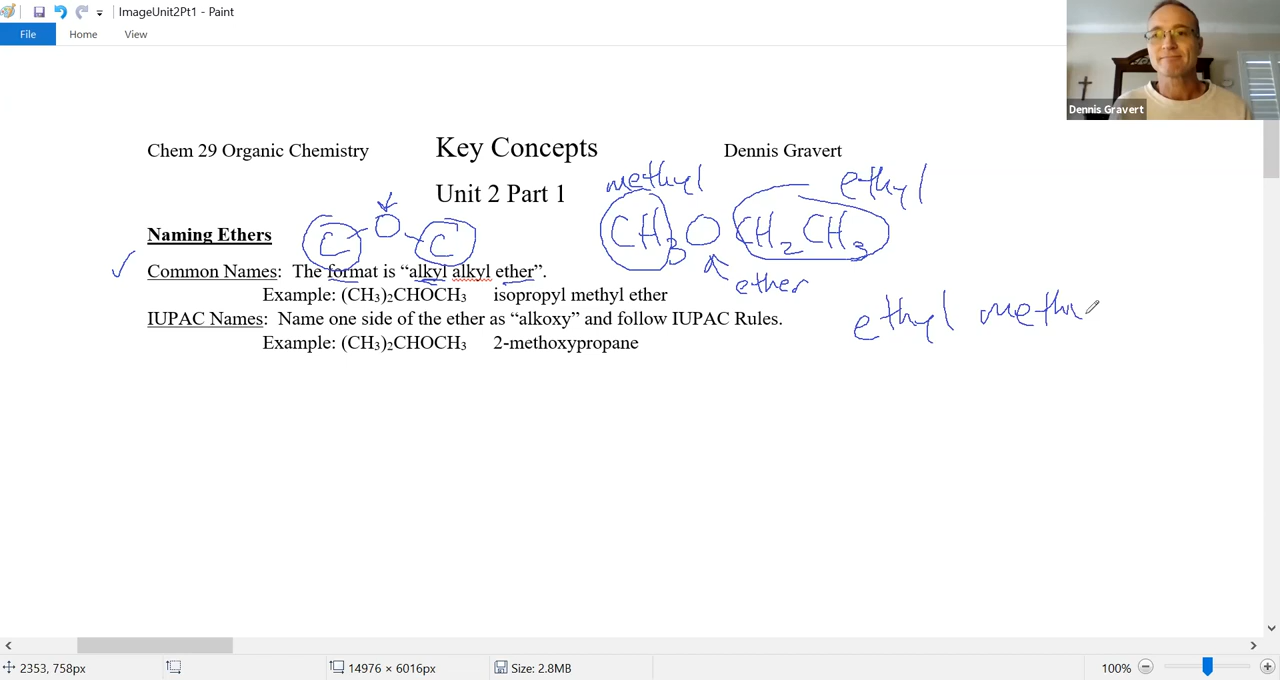 ImageUnit2Pt1 - Paint
File Home View
Dennis Gravert
Chem 29 Organic Chemistry Key Concepts Dennis Gravert
Unit 2 Part 1
methyl ethyl
Naming Ethers
C O C
CH₃ O CH₂CH₃
ether
Common Names: The format is “alkyl alkyl ether”.
Example: (CH₃)₂CHOCH₃ isopropyl methyl ether
IUPAC Names: Name one side of the ether as “alkoxy” and follow IUPAC Rules.
Example: (CH₃)₂CHOCH₃ 2-methoxypropane
ethyl meth
2353, 758px 14976 × 6016px Size: 2.8MB 100%